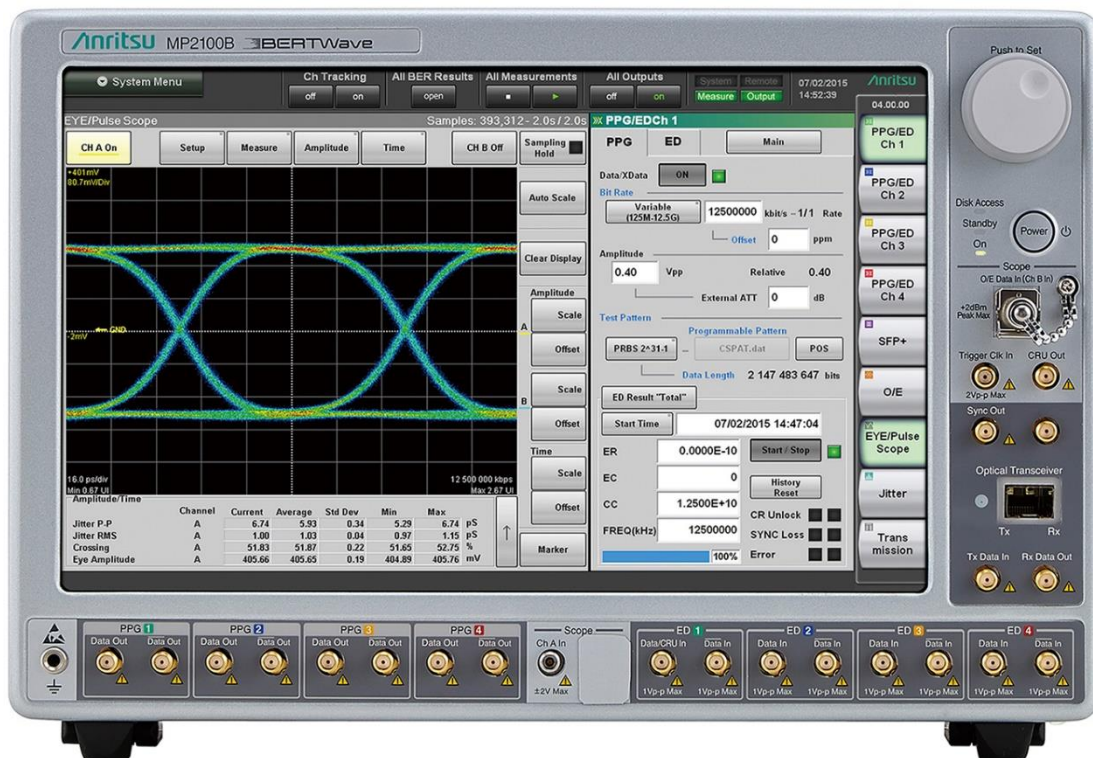 Anritsu MP2100B BERTWave
System Menu
Ch Tracking
off on
All BER Results
open
All Measurements
All Outputs
off on
System Remote
Measure Output
07/02/2015
14:52:39
Anritsu
04.00.00
EYE/Pulse Scope
Samples: 393,312 - 2.0s / 2.0s
CH A On
Setup
Measure
Amplitude
Time
CH B Off
Sampling
Hold
+401mV
80.7mV/Div
GND
-2mV
16.0 ps/div
Min 0.67 UI
12 500 000 kbps
Max 2.67 UI
Auto Scale
Clear Display
Amplitude
A
Scale
Offset
B
Scale
Offset
Time
Scale
Offset
Marker
Amplitude/Time
Channel Current Average Std Dev Min Max
Jitter P-P A 6.74 5.93 0.34 5.29 6.74 pS
Jitter RMS A 1.00 1.03 0.04 0.97 1.15 pS
Crossing A 51.83 51.87 0.22 51.65 52.75 %
Eye Amplitude A 405.66 405.65 0.19 404.89 405.76 mV
PPG/EDCh 1
PPG ED Main
Data/XData ON
Bit Rate
Variable
(125M-12.5G)
12500000 kbit/s - 1/1 Rate
Offset 0 ppm
Amplitude
0.40 Vpp Relative 0.40
External ATT 0 dB
Test Pattern
Programmable Pattern
PRBS 2^31-1 CSPAT.dat POS
Data Length 2 147 483 647 bits
ED Result "Total"
Start Time 07/02/2015 14:47:04
ER 0.0000E-10 Start / Stop
EC 0
History
Reset
CC 1.2500E+10
CR Unlock
FREQ(kHz) 12500000
SYNC Loss
100% Error
PPG/ED
Ch 1
PPG/ED
Ch 2
PPG/ED
Ch 3
PPG/ED
Ch 4
SFP+
O/E
EYE/Pulse
Scope
Jitter
Trans
mission
Push to Set
Disk Access
Standby
On
Power
Scope
O/E Data In (Ch B In)
+2dBm
Peak Max
Trigger Clk In CRU Out
2Vp-p Max
Sync Out
Optical Transceiver
Tx Rx
Tx Data In Rx Data Out
PPG 1
Data Out Data Out
PPG 2
Data Out Data Out
PPG 3
Data Out Data Out
PPG 4
Data Out Data Out
Scope
Ch A In
±2V Max
ED 1
Data/CRU In Data In
1Vp-p Max 1Vp-p Max
ED 2
Data In Data In
1Vp-p Max 1Vp-p Max
ED 3
Data In Data In
1Vp-p Max 1Vp-p Max
ED 4
Data In Data In
1Vp-p Max 1Vp-p Max